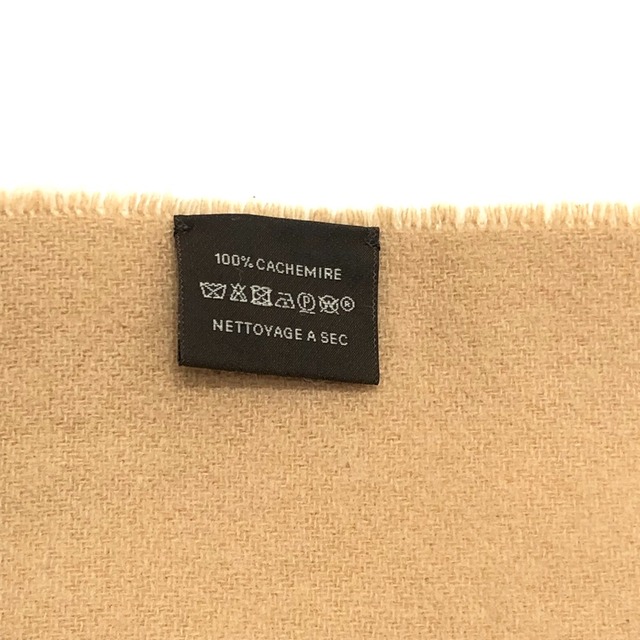 100% CACHEMIRE
P W ®
NETTOYAGE A SEC